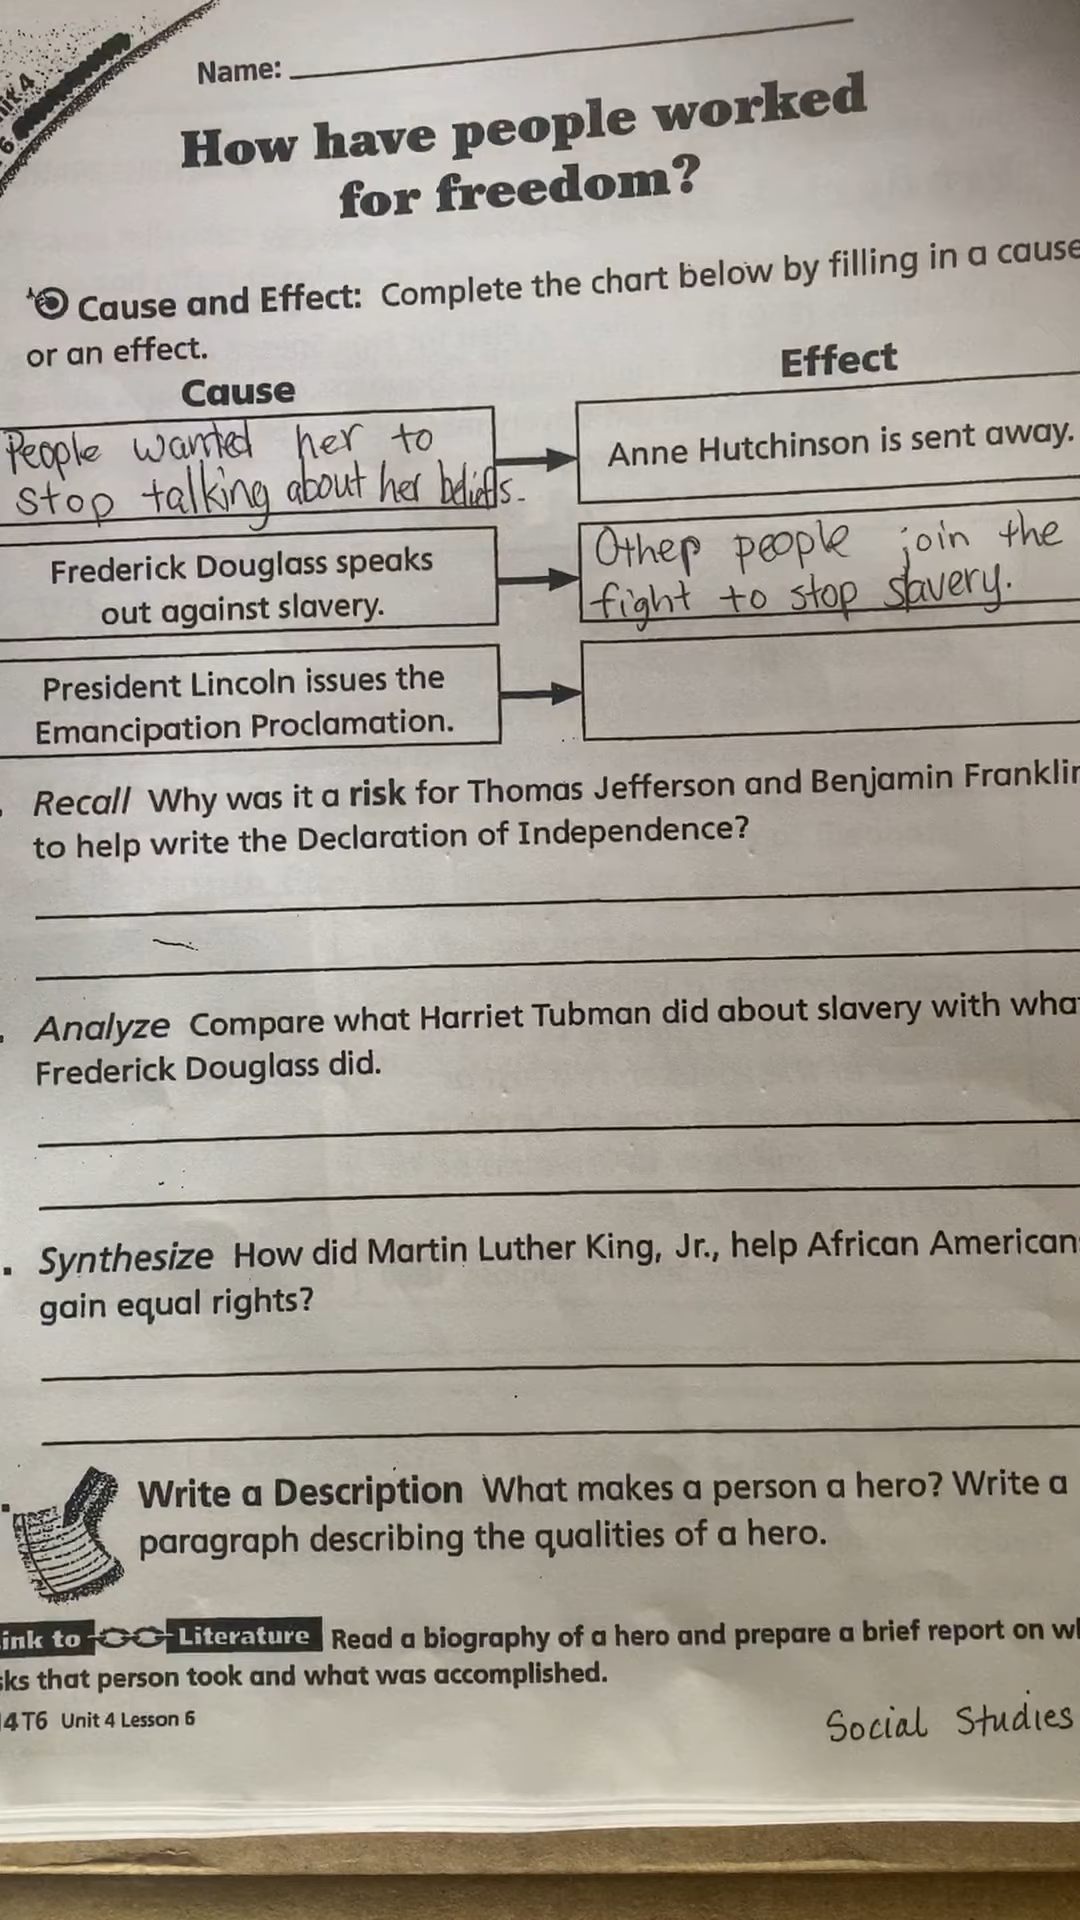 Name:
How have people worked
for freedom?
Cause and Effect: Complete the chart below by filling in a cause
or an effect.
Cause
Effect
People wanted her to
stop talking about her beliefs.
Anne Hutchinson is sent away.
Frederick Douglass speaks
out against slavery.
Other people join the
fight to stop slavery.
President Lincoln issues the
Emancipation Proclamation.
Recall Why was it a risk for Thomas Jefferson and Benjamin Franklin
to help write the Declaration of Independence?
Analyze Compare what Harriet Tubman did about slavery with wha
Frederick Douglass did.
Synthesize How did Martin Luther King, Jr., help African American
gain equal rights?
Write a Description What makes a person a hero? Write a
paragraph describing the qualities of a hero.
ink to Literature Read a biography of a hero and prepare a brief report on
sks that person took and what was accomplished.
4T6 Unit 4 Lesson 6
Social Studies